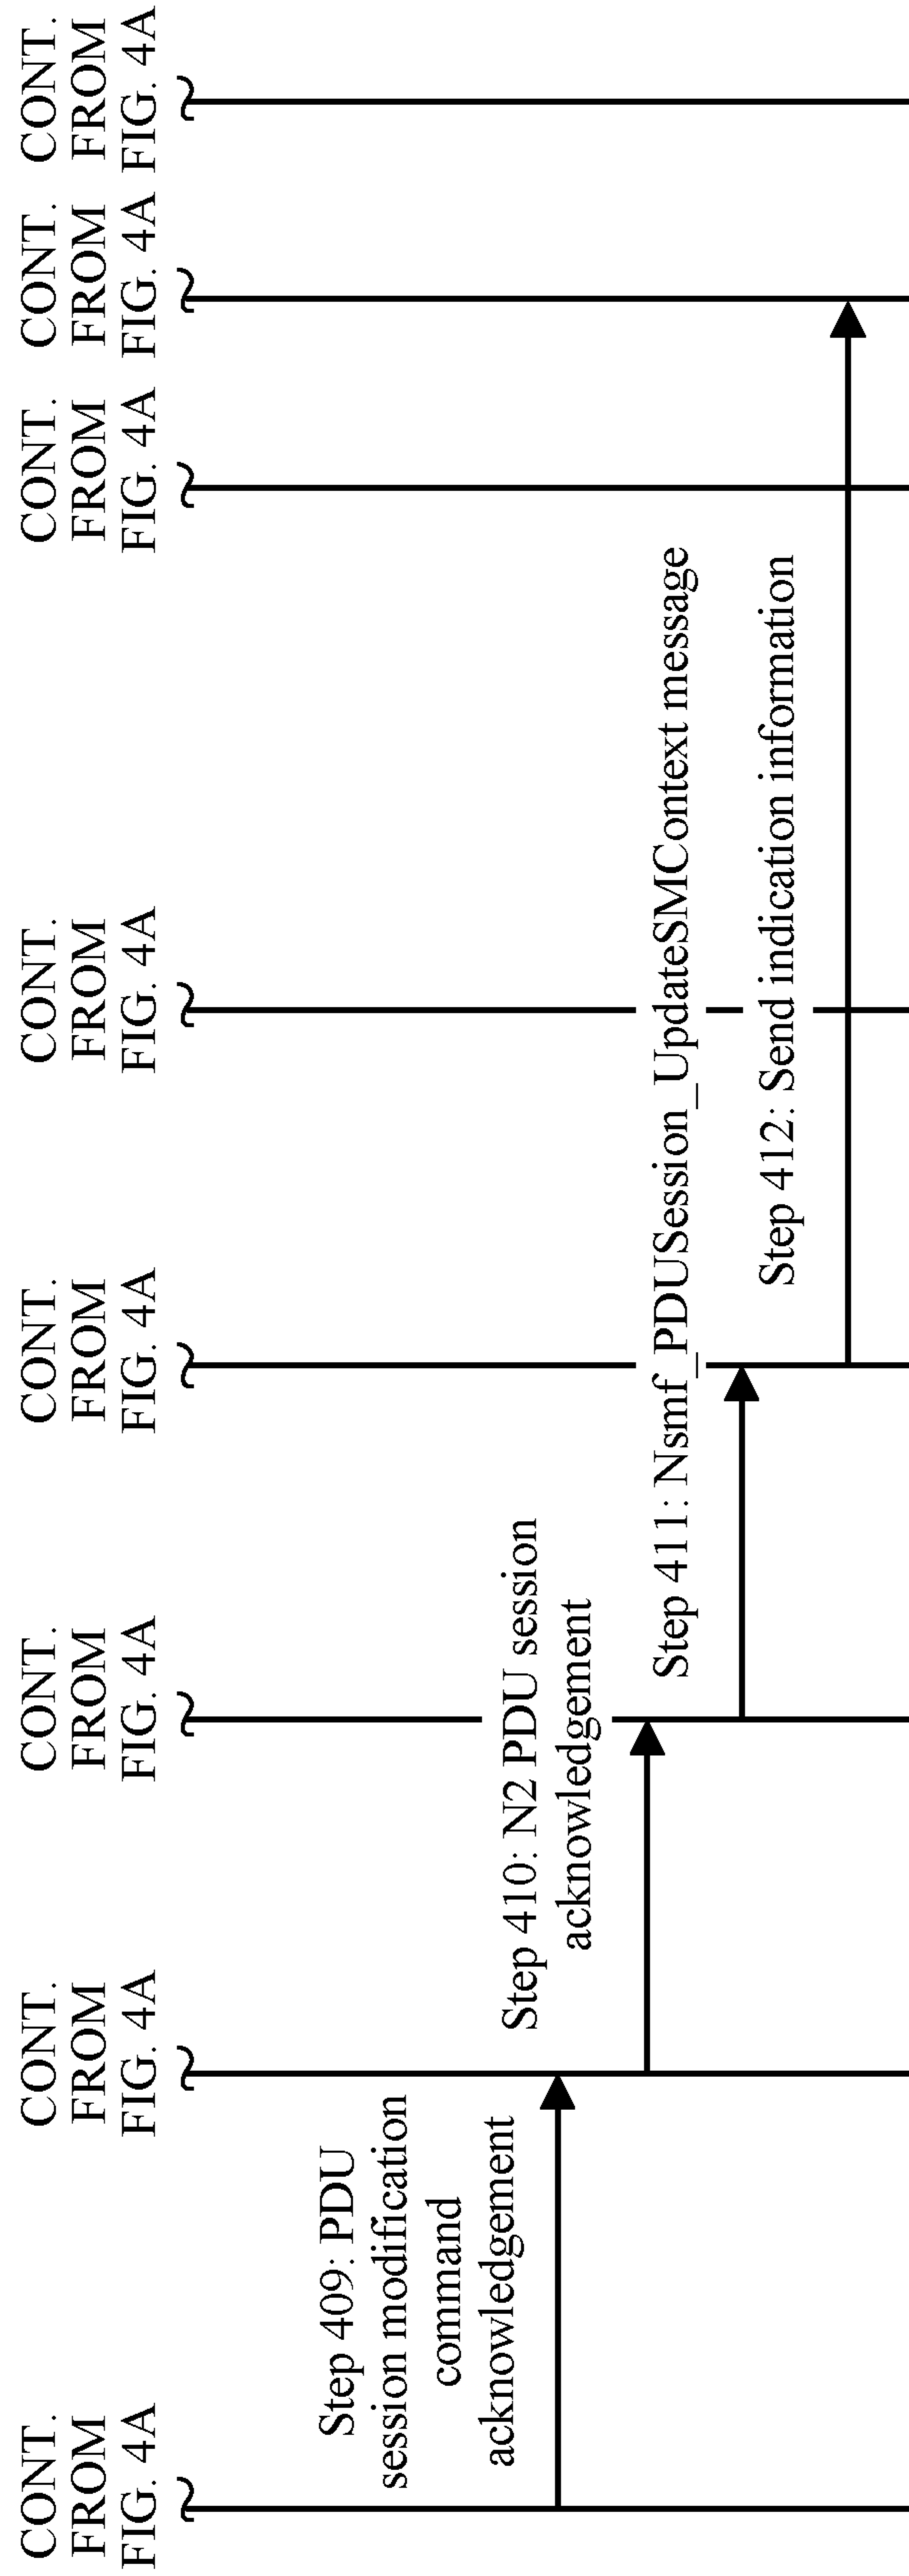 CONT.
FROM
FIG. 4A
CONT.
FROM
FIG. 4A
CONT.
FROM
FIG. 4A
CONT.
FROM
FIG. 4A
CONT.
FROM
FIG. 4A
CONT.
FROM
FIG. 4A
CONT.
FROM
FIG. 4A
CONT.
FROM
FIG. 4A
Step 409: PDU
session modification
command
acknowledgement
Step 410: N2 PDU session
acknowledgement
Step 411: Nsmf_PDUSession_UpdateSMContext message
Step 412: Send indication information